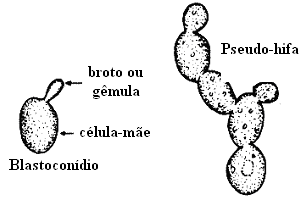 broto ou
gêmula
célula-mãe
Blastoconídio
Pseudo-hifa